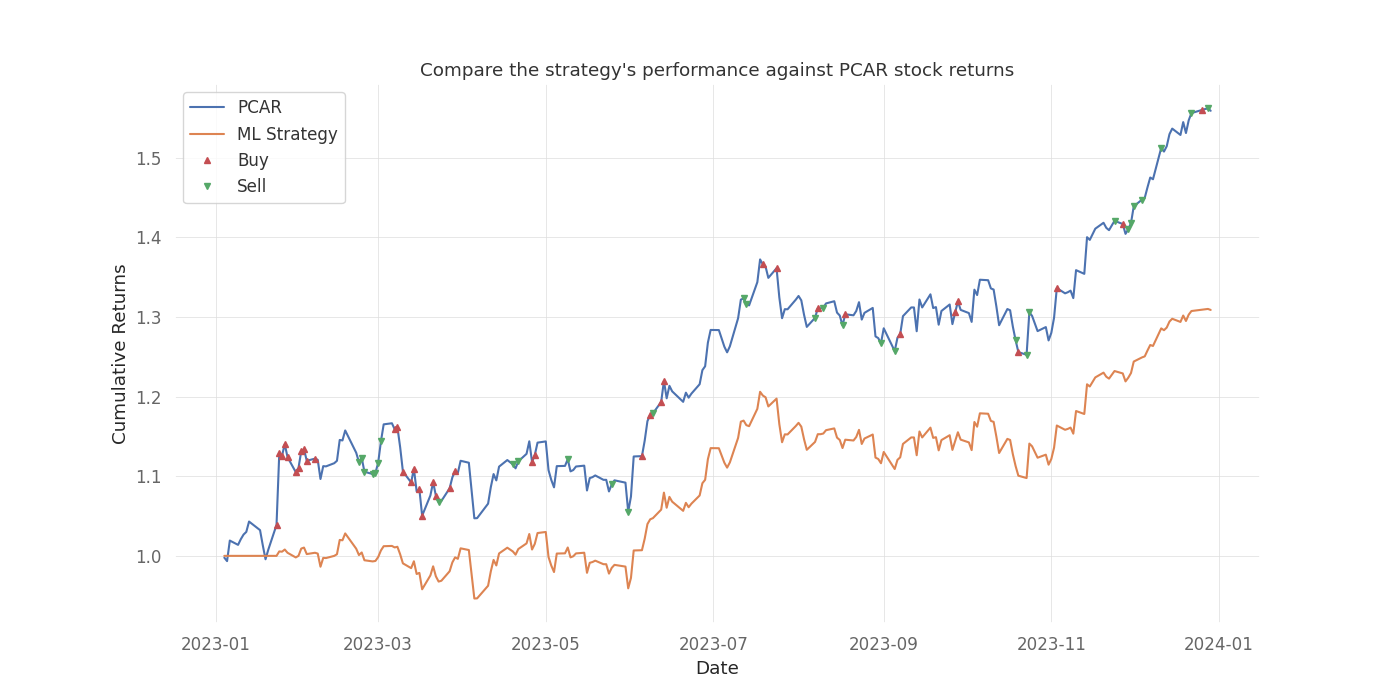 Compare the strategy's performance against PCAR stock returns
PCAR
ML Strategy
Buy
Sell
Cumulative Returns
1.5
1.4
1.3
1.2
1.1
1.0
2023-01
2023-03
2023-05
2023-07
2023-09
2023-11
2024-01
Date